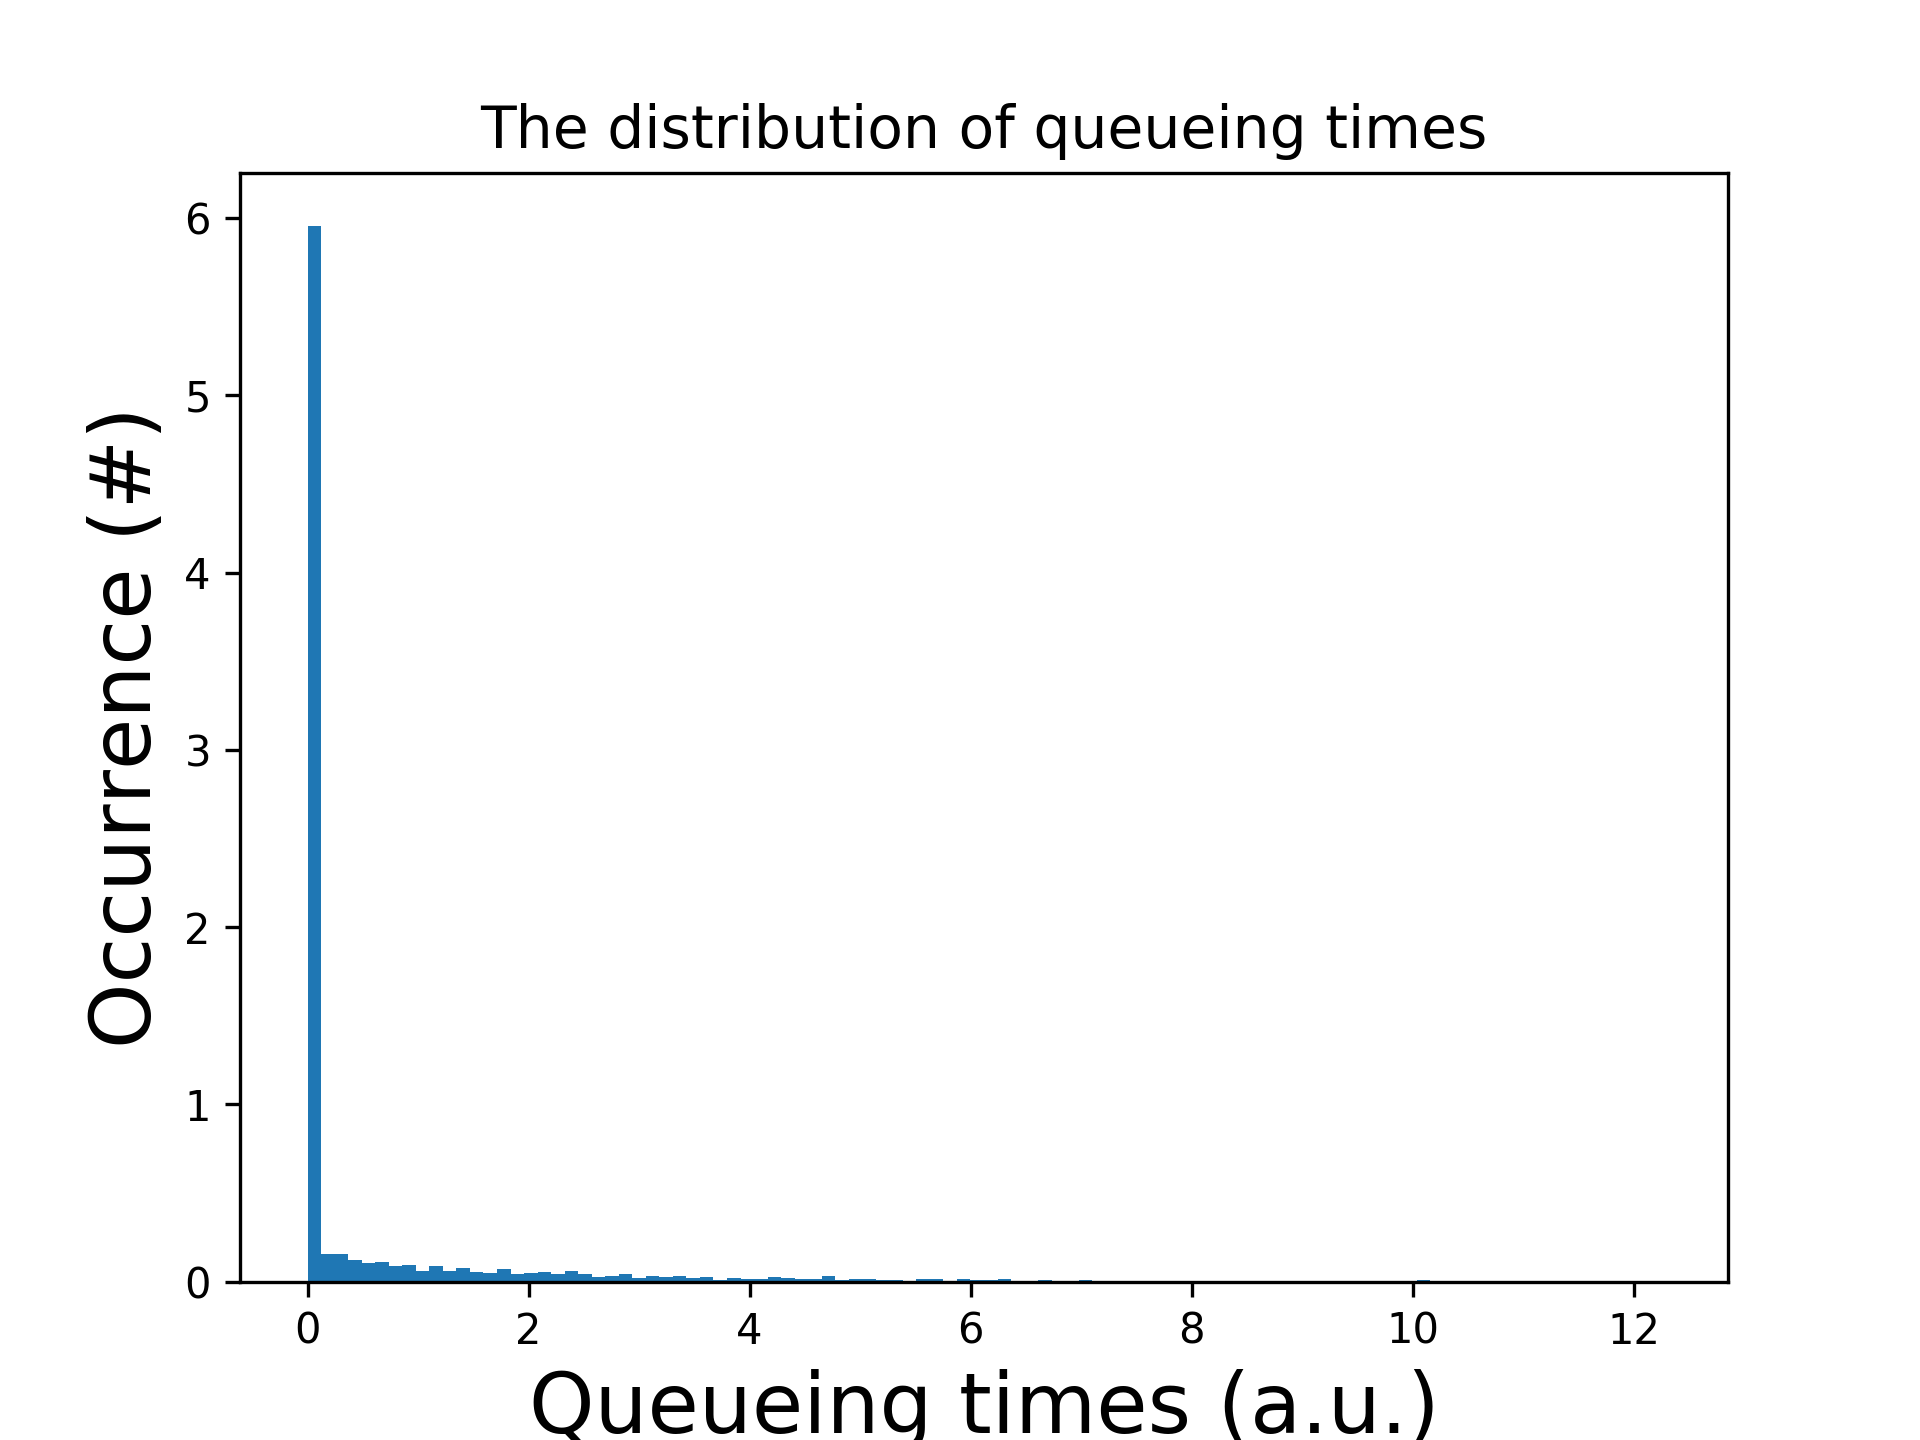 The distribution of queueing times
Occurrence (#)
6
5
4
3
2
1
0
0 2 4 6 8 10 12
Queueing times (a.u.)